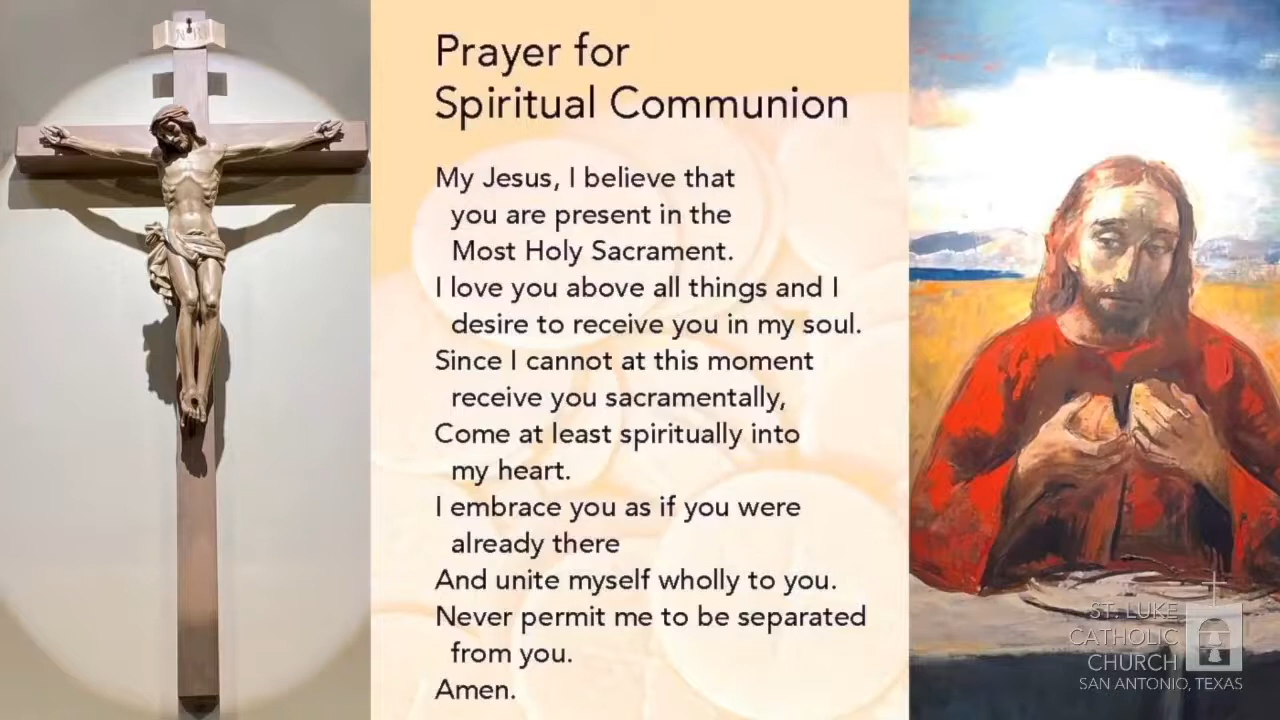 Prayer for
Spiritual Communion
My Jesus, I believe that
you are present in the
Most Holy Sacrament.
I love you above all things and I
desire to receive you in my soul.
Since I cannot at this moment
receive you sacramentally,
Come at least spiritually into
my heart.
I embrace you as if you were
already there
And unite myself wholly to you.
Never permit me to be separated
from you.
Amen.
ST. LUKE
CATHOLIC
CHURCH
SAN ANTONIO, TEXAS